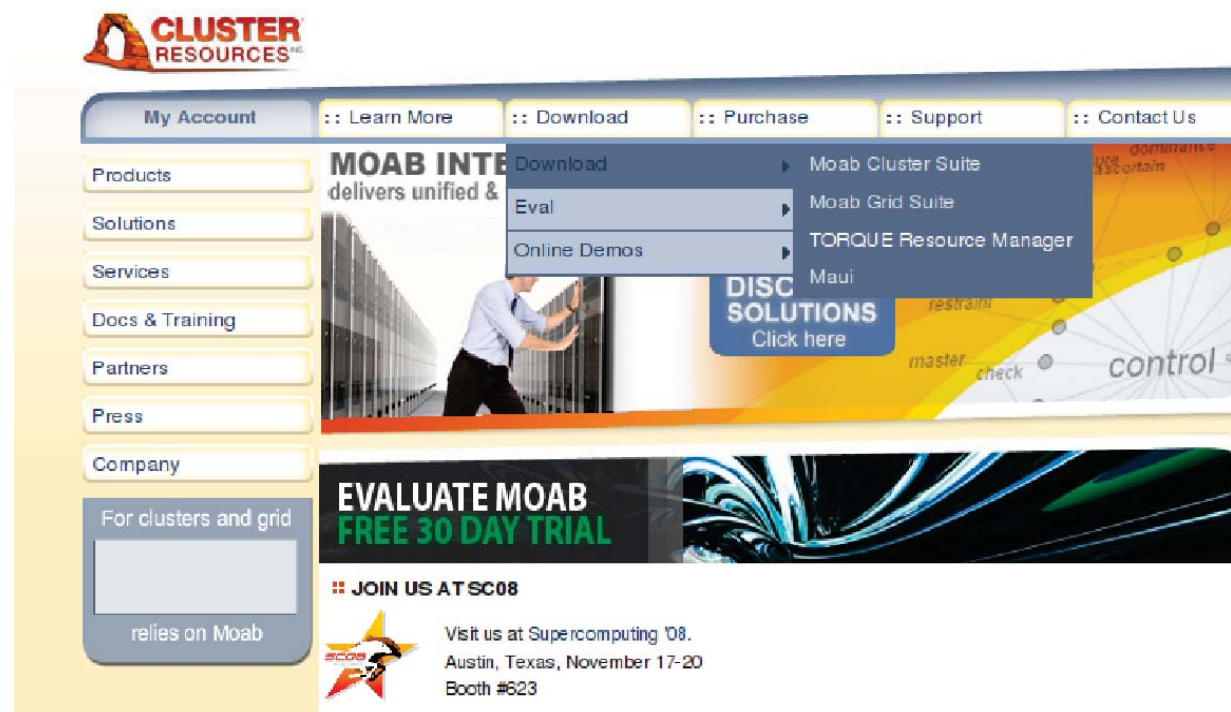 CLUSTER
RESOURCES INC.
My Account
:: Learn More
:: Download
:: Purchase
:: Support
:: Contact Us
Products
Solutions
Services
Docs & Training
Partners
Press
Company
For clusters and grid
relies on Moab
MOAB INTE
delivers unified &
Download
Eval
Online Demos
Moab Cluster Suite
Moab Grid Suite
TORQUE Resource Manager
Maui
DISC
SOLUTIONS
Click here
dominance
ascertain
restraint
master
check
control
EVALUATE MOAB
FREE 30 DAY TRIAL
JOIN US AT SC08
SC08
Visit us at Supercomputing '08.
Austin, Texas, November 17-20
Booth #623